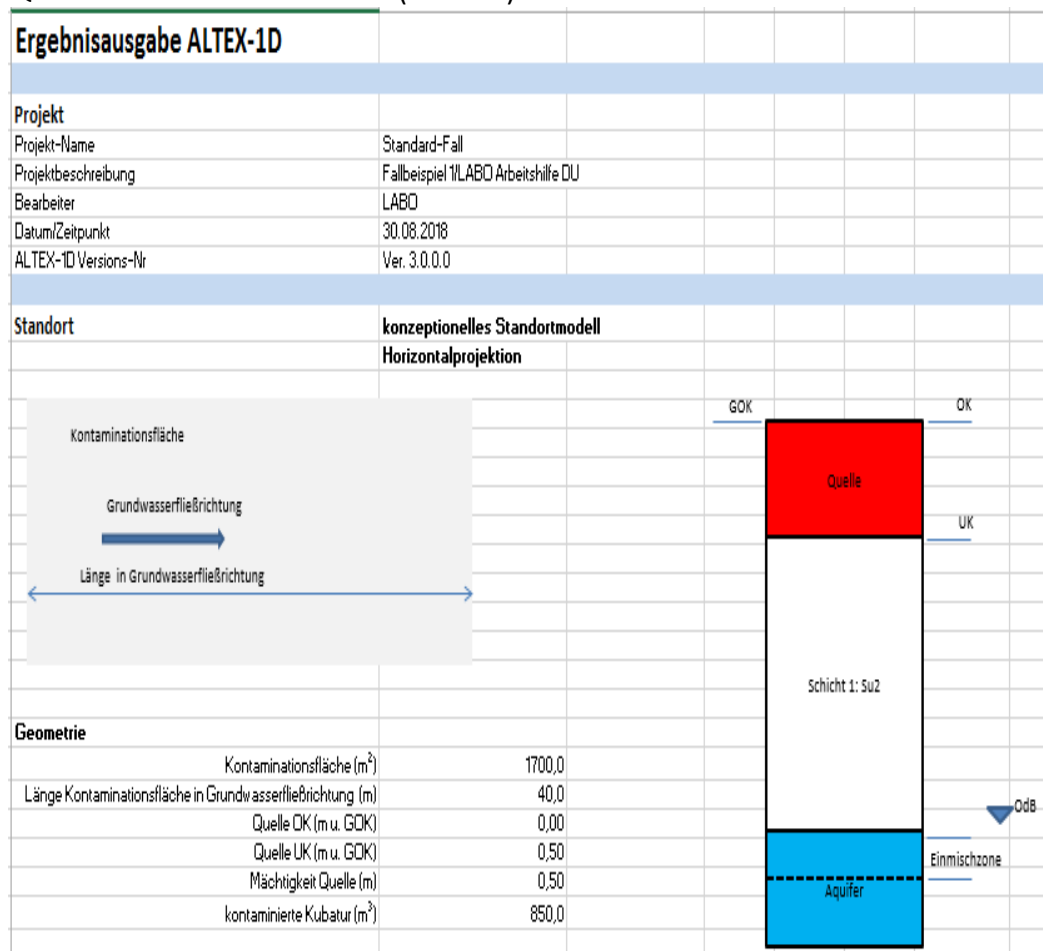 Ergebnisausgabe ALTEX-1D
Projekt
Projekt-Name Standard-Fall
Projektbeschreibung Fallbeispiel 1/LABO Arbeitshilfe DU
Bearbeiter LABO
Datum/Zeitpunkt 30.08.2018
ALTEX-1D Versions-Nr Ver. 3.0.0.0
Standort konzeptionelles Standortmodell
Horizontalprojektion
GOK OK
Kontaminationsfläche
Quelle
Grundwasserfließrichtung
UK
Länge in Grundwasserfließrichtung
Schicht 1: Su2
Geometrie
Kontaminationsfläche (m²) 1700,0
Länge Kontaminationsfläche in Grundwasserfließrichtung (m) 40,0
OdB
Quelle OK (m u. GOK) 0,00
Quelle UK (m u. GOK) 0,50
Einmischzone
Mächtigkeit Quelle (m) 0,50
Aquifer
kontaminierte Kubatur (m³) 850,0